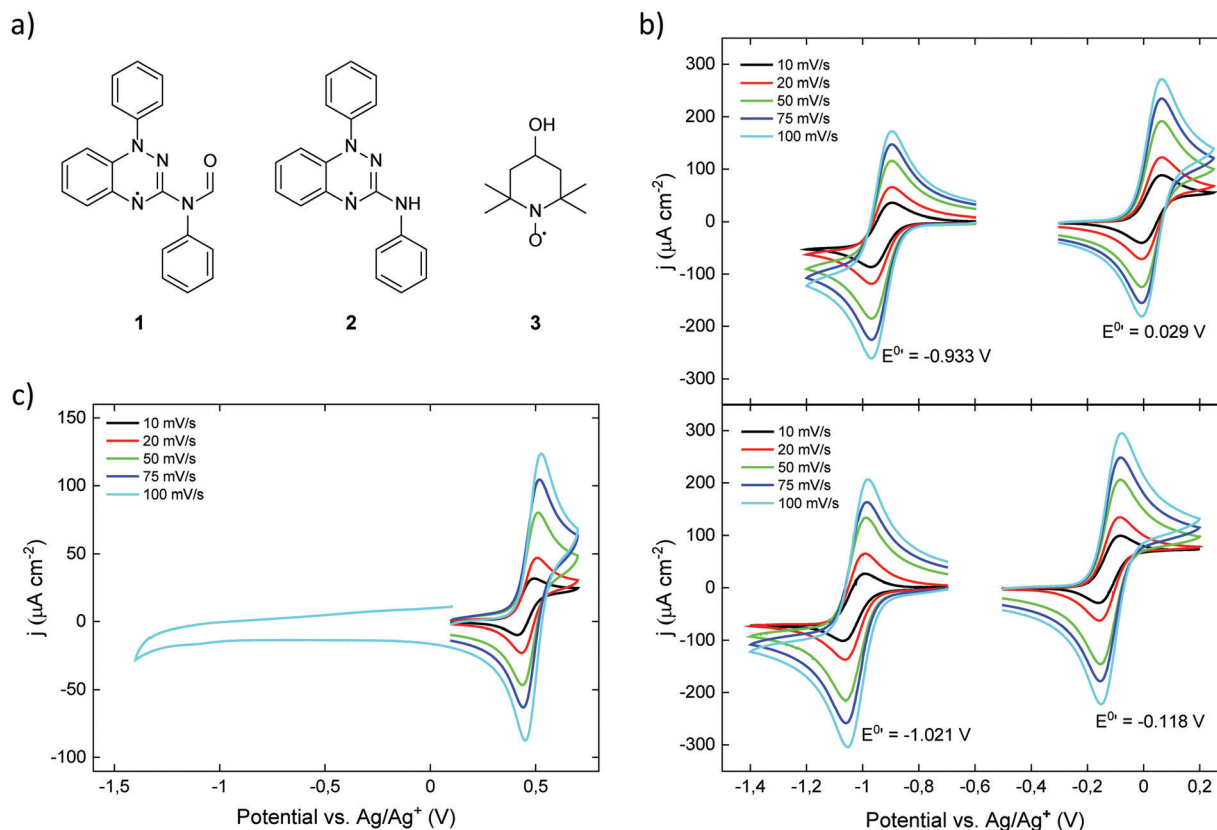 a)
N
N
N
N
O
1
N
N
N
NH
2
OH
N
O•
3
b)
j (μA cm⁻²)
300
200
100
0
-100
-200
-300
10 mV/s
20 mV/s
50 mV/s
75 mV/s
100 mV/s
E⁰' = -0.933 V
E⁰' = 0.029 V
j (μA cm⁻²)
300
200
100
0
-100
-200
-300
10 mV/s
20 mV/s
50 mV/s
75 mV/s
100 mV/s
E⁰' = -1.021 V
E⁰' = -0.118 V
-1,4 -1,2 -1,0 -0,8 -0,6 -0,4 -0,2 0,0 0,2
Potential vs. Ag/Ag⁺ (V)
c)
j (μA cm⁻²)
150
100
50
0
-50
-100
10 mV/s
20 mV/s
50 mV/s
75 mV/s
100 mV/s
-1,5 -1 -0,5 0 0,5
Potential vs. Ag/Ag⁺ (V)